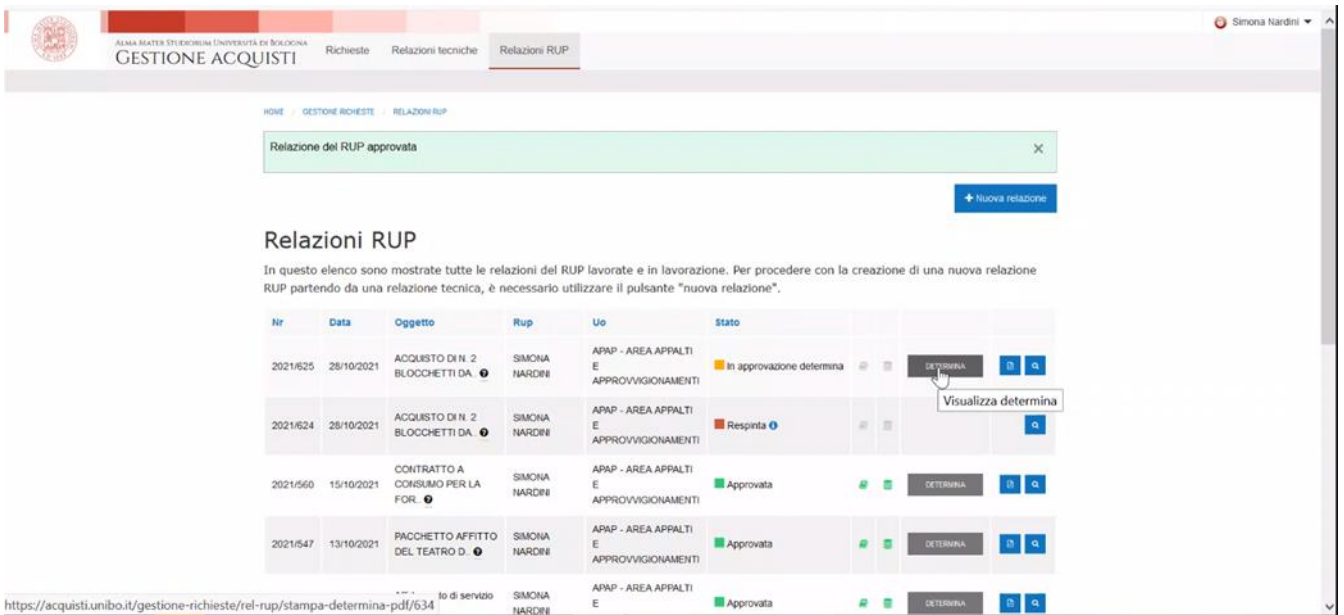 Simona Nardini
ALMA MATER STUDIORUM UNIVERSITÀ DI BOLOGNA
GESTIONE ACQUISTI
Richieste Relazioni tecniche Relazioni RUP
HOME / GESTIONE RICHIESTE / RELAZIONI RUP
Relazione del RUP approvata ×
+ Nuova relazione
Relazioni RUP
In questo elenco sono mostrate tutte le relazioni del RUP lavorate e in lavorazione. Per procedere con la creazione di una nuova relazione
RUP partendo da una relazione tecnica, è necessario utilizzare il pulsante "nuova relazione".
Nr Data Oggetto Rup Uo Stato
2021/625 28/10/2021 ACQUISTO DI N. 2 BLOCCHETTI DA.. SIMONA NARDINI APAP - AREA APPALTI E APPROVVIGIONAMENTI In approvazione determina DETERMINA
Visualizza determina
2021/624 28/10/2021 ACQUISTO DI N. 2 BLOCCHETTI DA.. SIMONA NARDINI APAP - AREA APPALTI E APPROVVIGIONAMENTI Respinta
2021/560 15/10/2021 CONTRATTO A CONSUMO PER LA FOR.. SIMONA NARDINI APAP - AREA APPALTI E APPROVVIGIONAMENTI Approvata DETERMINA
2021/547 13/10/2021 PACCHETTO AFFITTO DEL TEATRO D.. SIMONA NARDINI APAP - AREA APPALTI E APPROVVIGIONAMENTI Approvata DETERMINA
to di servizio SIMONA NARDINI APAP - AREA APPALTI E Approvata DETERMINA
https://acquisti.unibo.it/gestione-richieste/rel-rup/stampa-determina-pdf/634